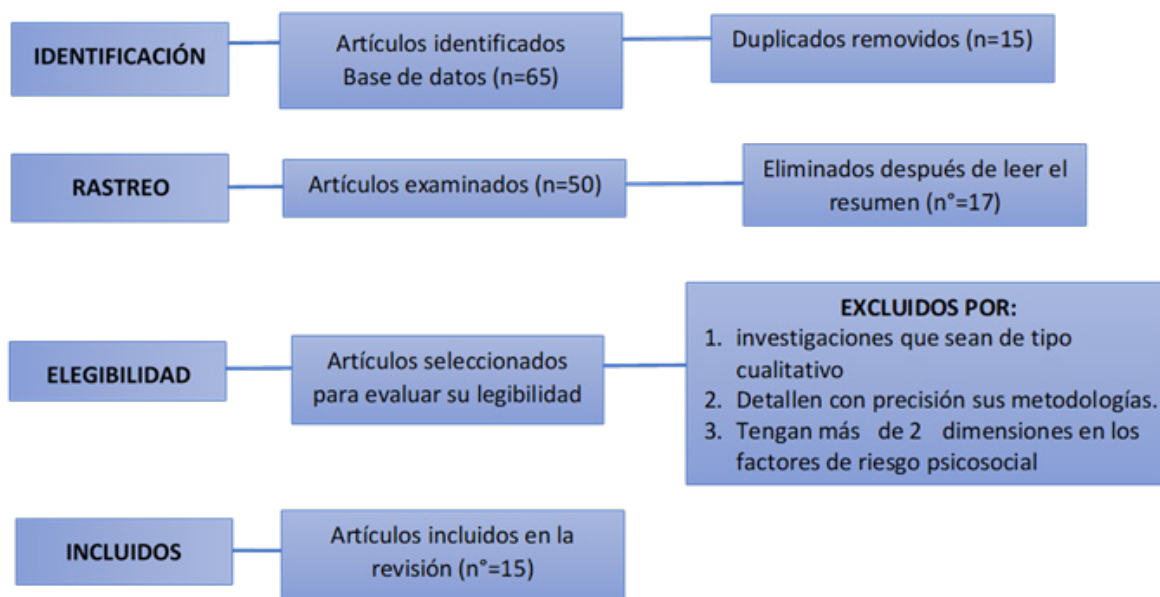 IDENTIFICACIÓN
Artículos identificados
Base de datos (n=65)
Duplicados removidos (n=15)
RASTREO
Artículos examinados (n=50)
Eliminados después de leer el
resumen (n°=17)
ELEGIBILIDAD
Artículos seleccionados
para evaluar su legibilidad
EXCLUIDOS POR:
1. investigaciones que sean de tipo
cualitativo
2. Detallen con precisión sus metodologías.
3. Tengan más de 2 dimensiones en los
factores de riesgo psicosocial
INCLUIDOS
Artículos incluidos en la
revisión (n°=15)